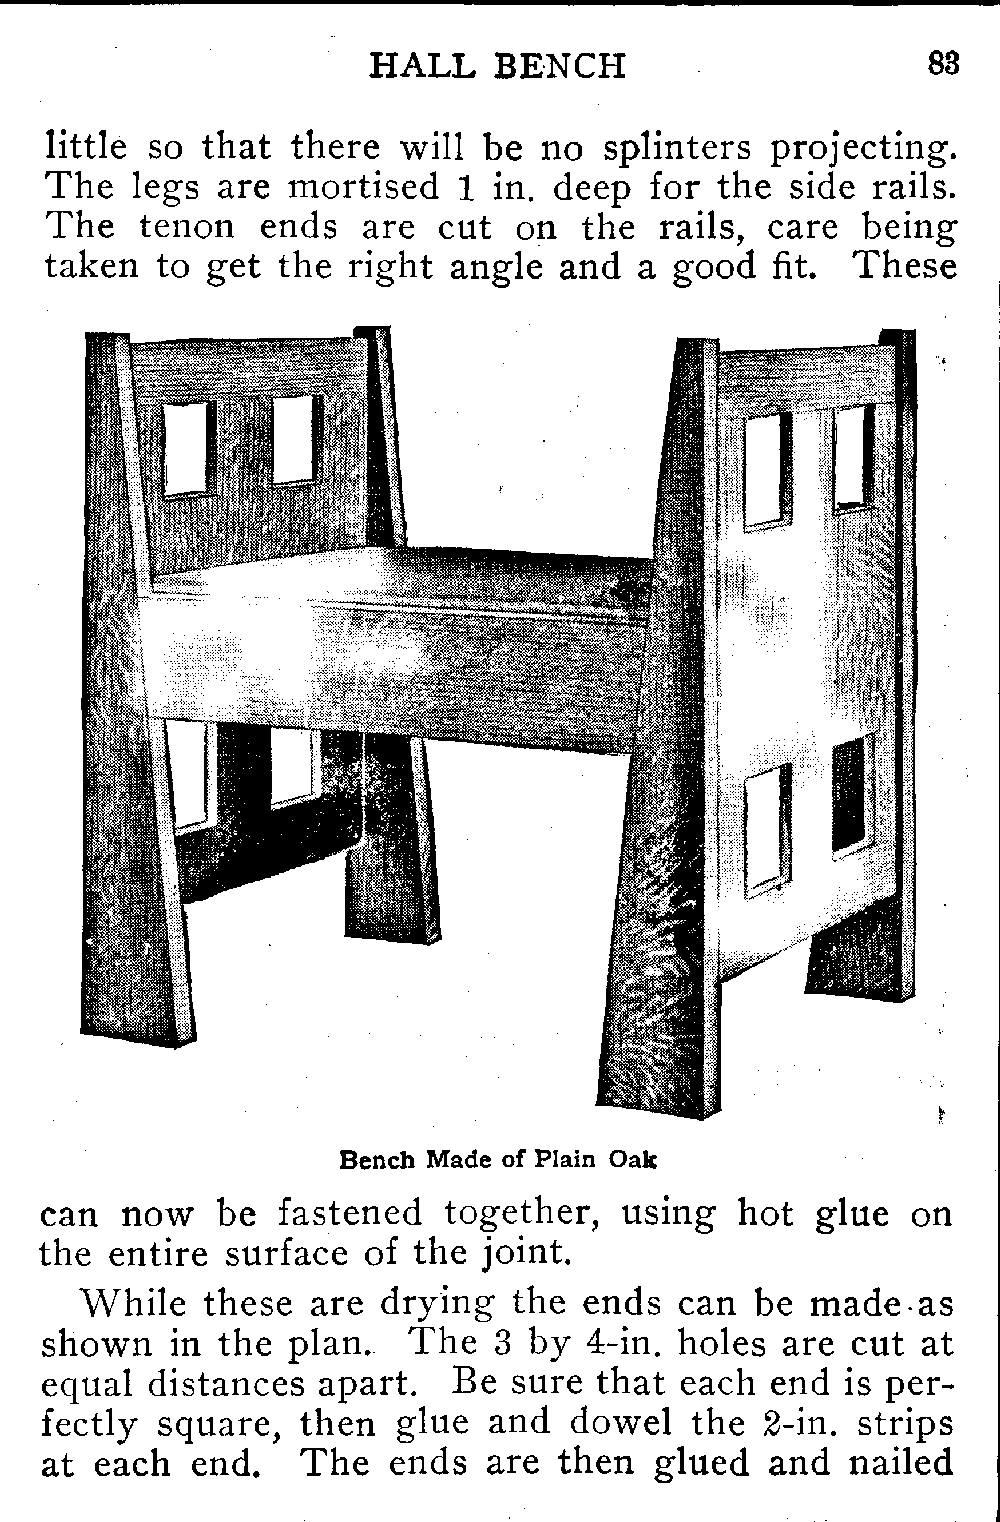 HALL BENCH 83
little so that there will be no splinters projecting.
The legs are mortised 1 in. deep for the side rails.
The tenon ends are cut on the rails, care being
taken to get the right angle and a good fit. These
Bench Made of Plain Oak
can now be fastened together, using hot glue on
the entire surface of the joint.
While these are drying the ends can be made as
shown in the plan. The 3 by 4-in. holes are cut at
equal distances apart. Be sure that each end is per-
fectly square, then glue and dowel the 2-in. strips
at each end. The ends are then glued and nailed